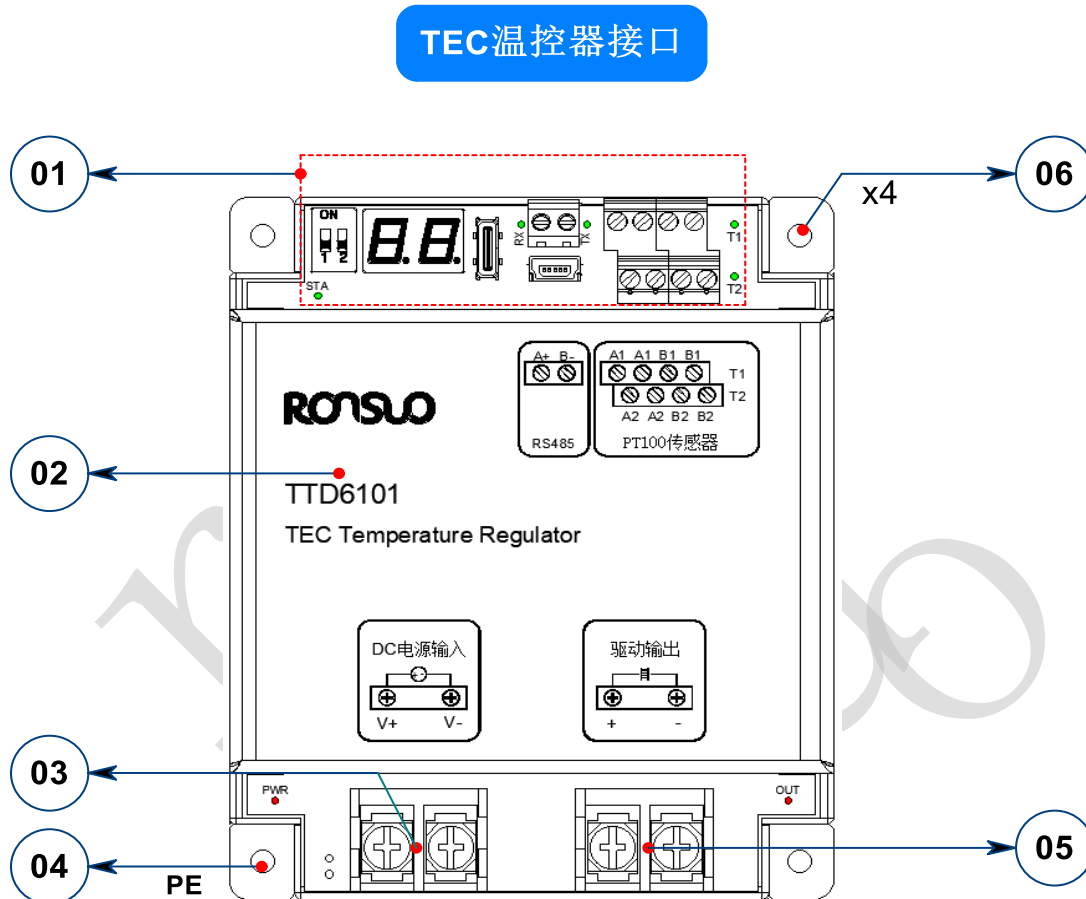 TEC温控器接口
01
06
x4
ON
1 2
8.8.
RX
TX
T1
T2
STA
A+ B-
RS485
A1 A1 B1 B1
T1
T2
A2 A2 B2 B2
PT100传感器
RONSUO
02
TTD6101
TEC Temperature Regulator
DC电源输入
V+ V-
驱动输出
+ -
03
PWR
OUT
04
PE
05